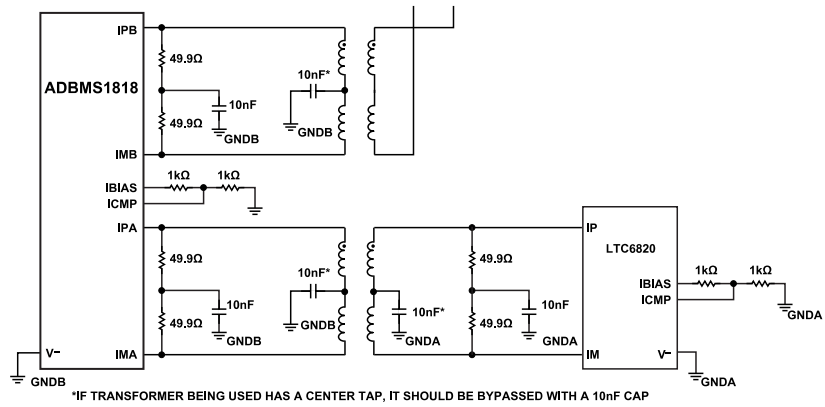 IPB
49.9Ω
ADBMS1818
10nF*
10nF
49.9Ω
GNDB
GNDB
IMB
1kΩ
1kΩ
IBIAS
ICMP
IPA
IP
LTC6820
49.9Ω
10nF*
49.9Ω
1kΩ
1kΩ
IBIAS
ICMP
10nF
10nF*
10nF
49.9Ω
GNDB
GNDB
GNDA
49.9Ω
GNDA
GNDA
V–
IMA
IM
V–
GNDB
GNDA
*IF TRANSFORMER BEING USED HAS A CENTER TAP, IT SHOULD BE BYPASSED WITH A 10nF CAP